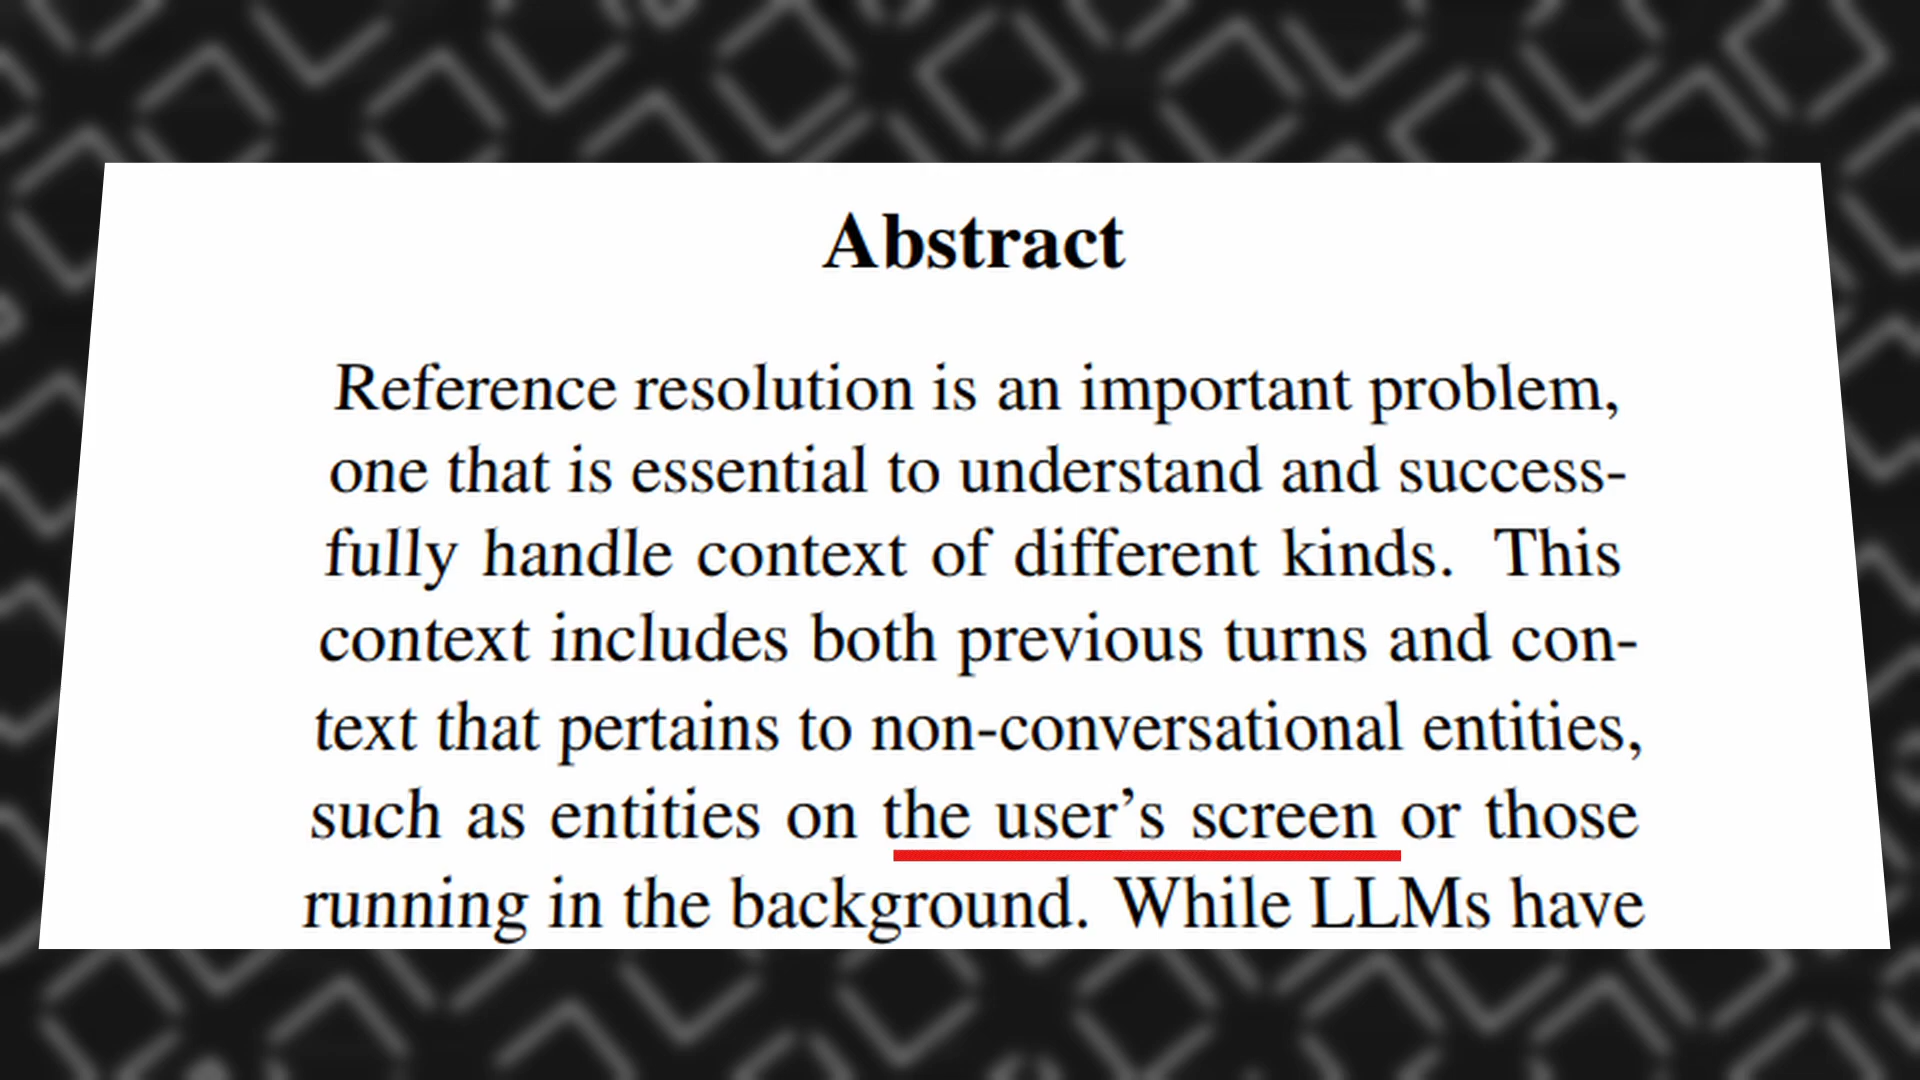 Abstract
Reference resolution is an important problem,
one that is essential to understand and success-
fully handle context of different kinds. This
context includes both previous turns and con-
text that pertains to non-conversational entities,
such as entities on the user's screen or those
running in the background. While LLMs have